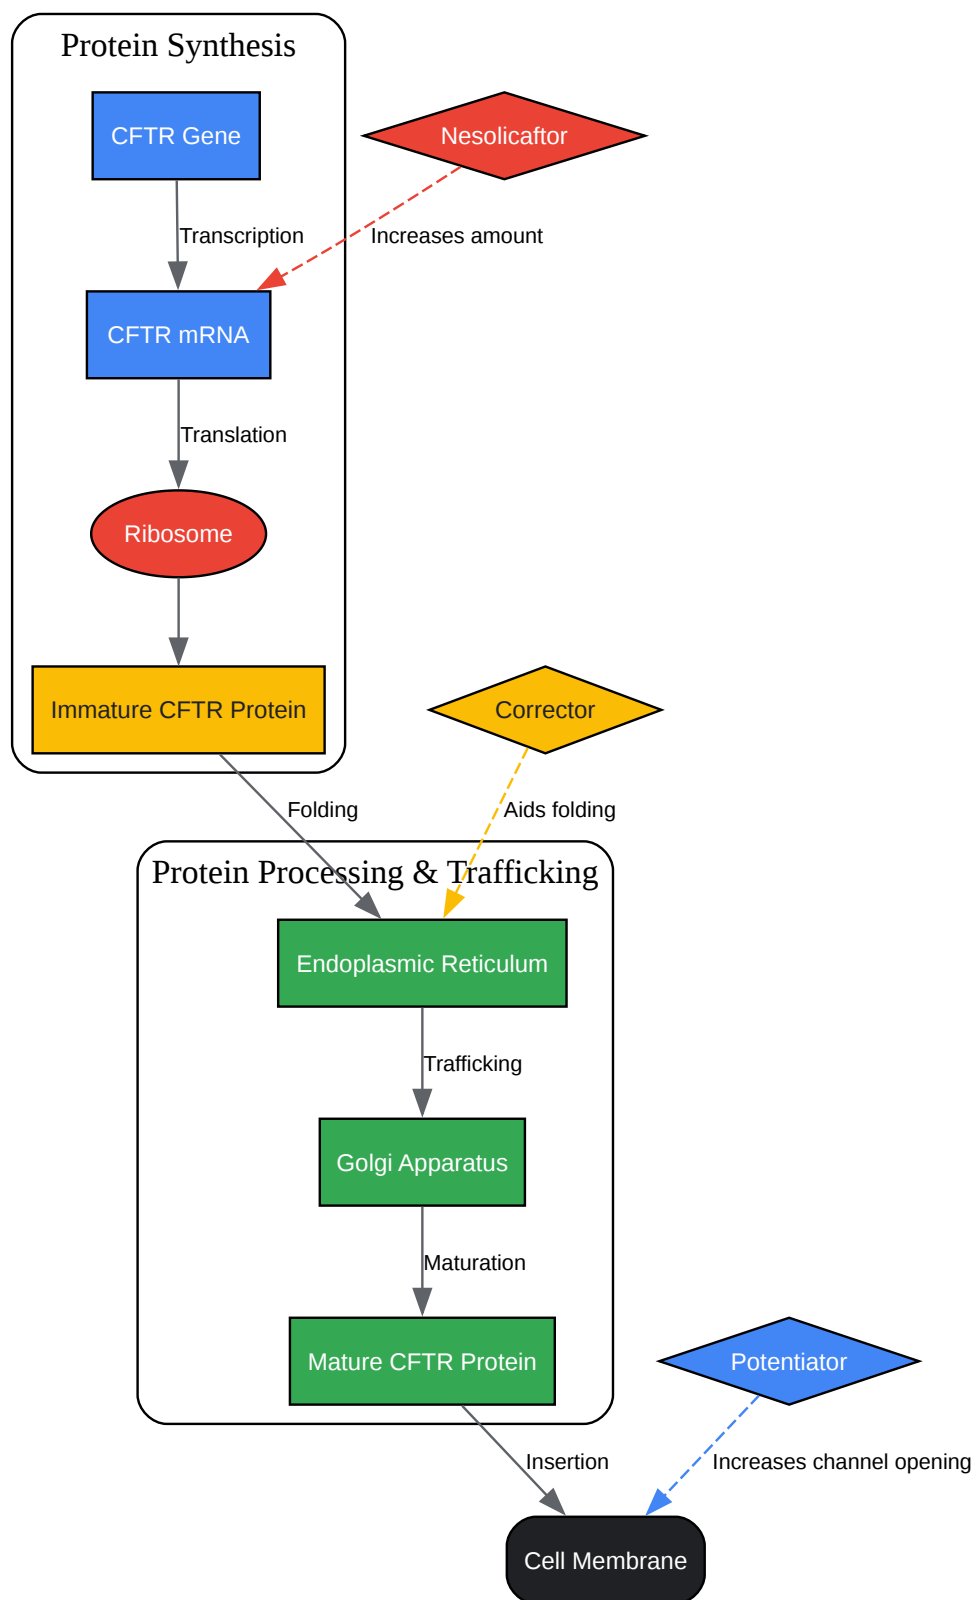 Protein Synthesis
CFTR Gene
Nesolicaftor
Transcription
Increases amount
CFTR mRNA
Translation
Ribosome
Immature CFTR Protein
Corrector
Folding
Aids folding
Protein Processing & Trafficking
Endoplasmic Reticulum
Trafficking
Golgi Apparatus
Maturation
Mature CFTR Protein
Potentiator
Insertion
Increases channel opening
Cell Membrane